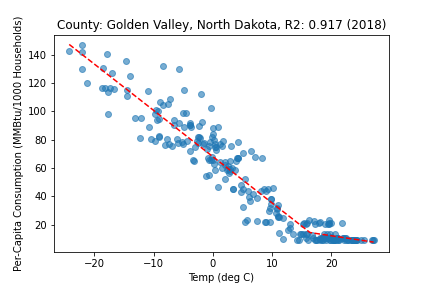 County: Golden Valley, North Dakota, R2: 0.917 (2018)
Per-Capita Consumption (MMBtu/1000 Households)
140
120
100
80
60
40
20
−20 −10 0 10 20
Temp (deg C)